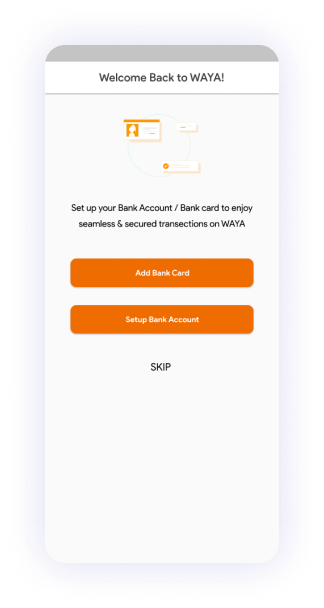 Welcome Back to WAYA!
Set up your Bank Account / Bank card to enjoy
seamless & secured transections on WAYA
Add Bank Card
Setup Bank Account
SKIP